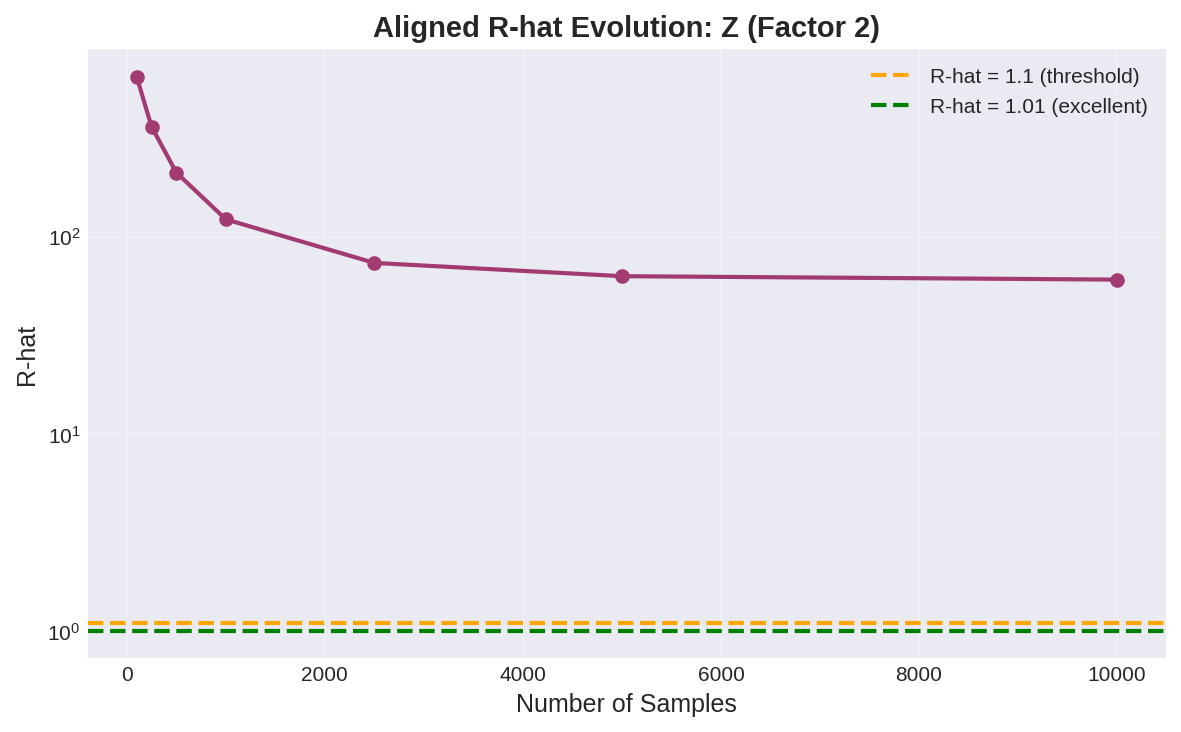 Aligned R-hat Evolution: Z (Factor 2)
R-hat = 1.1 (threshold)
R-hat = 1.01 (excellent)
R-hat
10²
10¹
10⁰
0 2000 4000 6000 8000 10000
Number of Samples